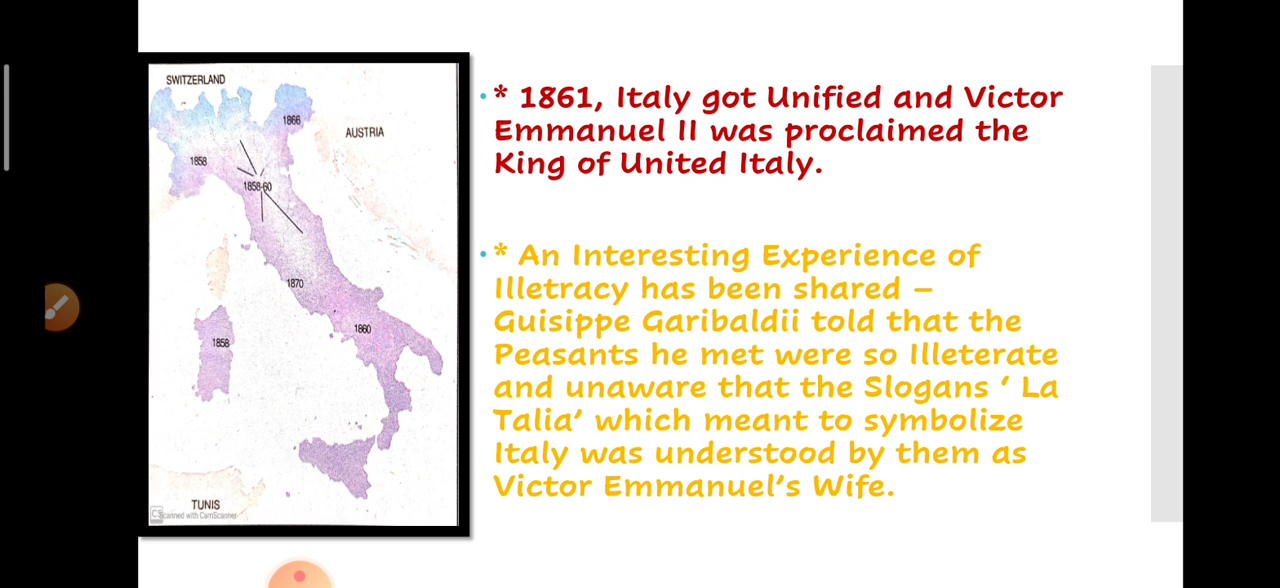 SWITZERLAND
1866
AUSTRIA
1858
1858-60
1870
1860
1858
TUNIS
CS
Scanned with CamScanner
* 1861, Italy got Unified and Victor
Emmanuel II was proclaimed the
King of United Italy.
* An Interesting Experience of
Illetracy has been shared –
Guisippe Garibaldii told that the
Peasants he met were so Illeterate
and unaware that the Slogans ‘ La
Talia’ which meant to symbolize
Italy was understood by them as
Victor Emmanuel’s Wife.